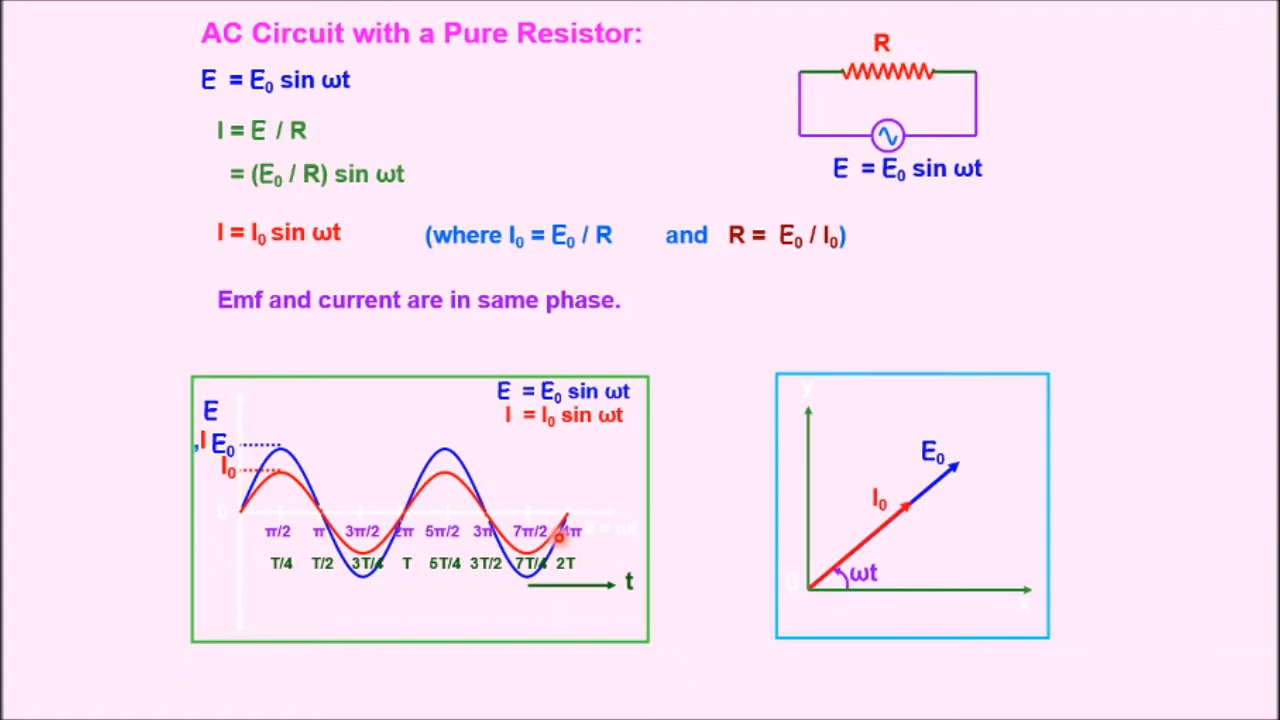 AC Circuit with a Pure Resistor:
E = E₀ sin ωt
I = E / R
= (E₀ / R) sin ωt
I = I₀ sin ωt (where I₀ = E₀ / R and R = E₀ / I₀)
Emf and current are in same phase.
R
E = E₀ sin ωt
E = E₀ sin ωt
I = I₀ sin ωt
E
,I E₀
I₀
0
π/2 π 3π/2 2π 5π/2 3π 7π/2 4π θ = ωt
T/4 T/2 3T/4 T 5T/4 3T/2 7T/4 2T
t
y
E₀
I₀
ωt
0
x